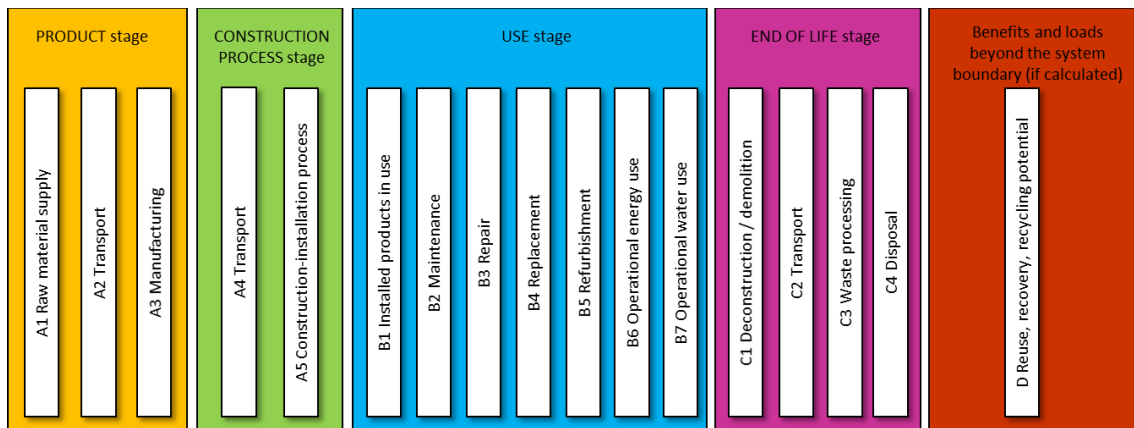 PRODUCT stage
A1 Raw material supply
A2 Transport
A3 Manufacturing
CONSTRUCTION
PROCESS stage
A4 Transport
A5 Construction-installation process
USE stage
B1 Installed products in use
B2 Maintenance
B3 Repair
B4 Replacement
B5 Refurbishment
B6 Operational energy use
B7 Operational water use
END OF LIFE stage
C1 Deconstruction / demolition
C2 Transport
C3 Waste processing
C4 Disposal
Benefits and loads
beyond the system
boundary (if calculated)
D Reuse, recovery, recycling potential